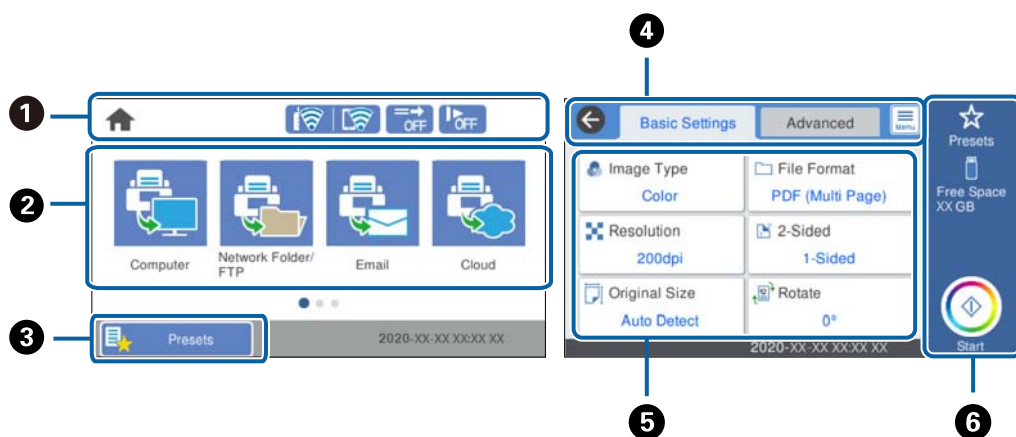 1
OFF
OFF
2
Computer
Network Folder/
FTP
Email
Cloud
3
Presets
2020-XX-XX XX:XX XX
4
Basic Settings
Advanced
Menu
Image Type
Color
File Format
PDF (Multi Page)
Resolution
200dpi
2-Sided
1-Sided
Original Size
Auto Detect
Rotate
0°
2020-XX-XX XX:XX XX
Presets
Free Space
XX GB
Start
5
6